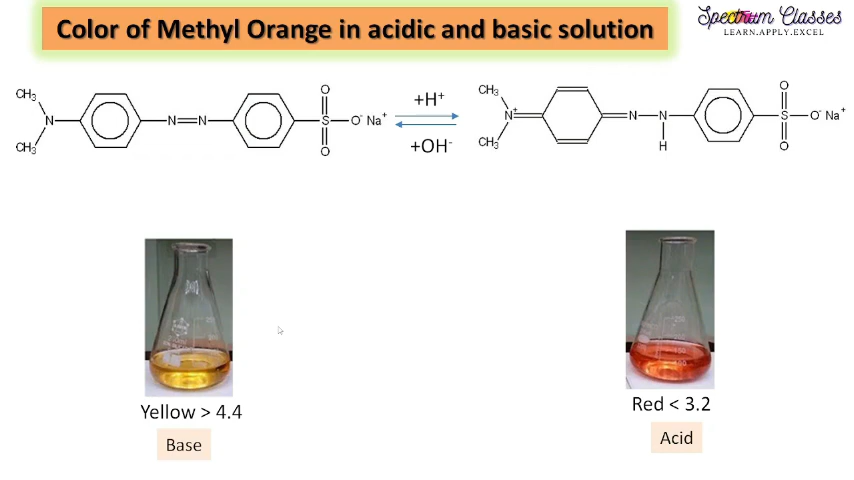 Color of Methyl Orange in acidic and basic solution
Spectrum Classes
LEARN.APPLY.EXCEL
CH₃
N
CH₃
N=N
O
S
O
O⁻ Na⁺
+H⁺
+OH⁻
CH₃
N⁺
CH₃
N
N
H
O
S
O
O⁻ Na⁺
Yellow > 4.4
Base
Red < 3.2
Acid